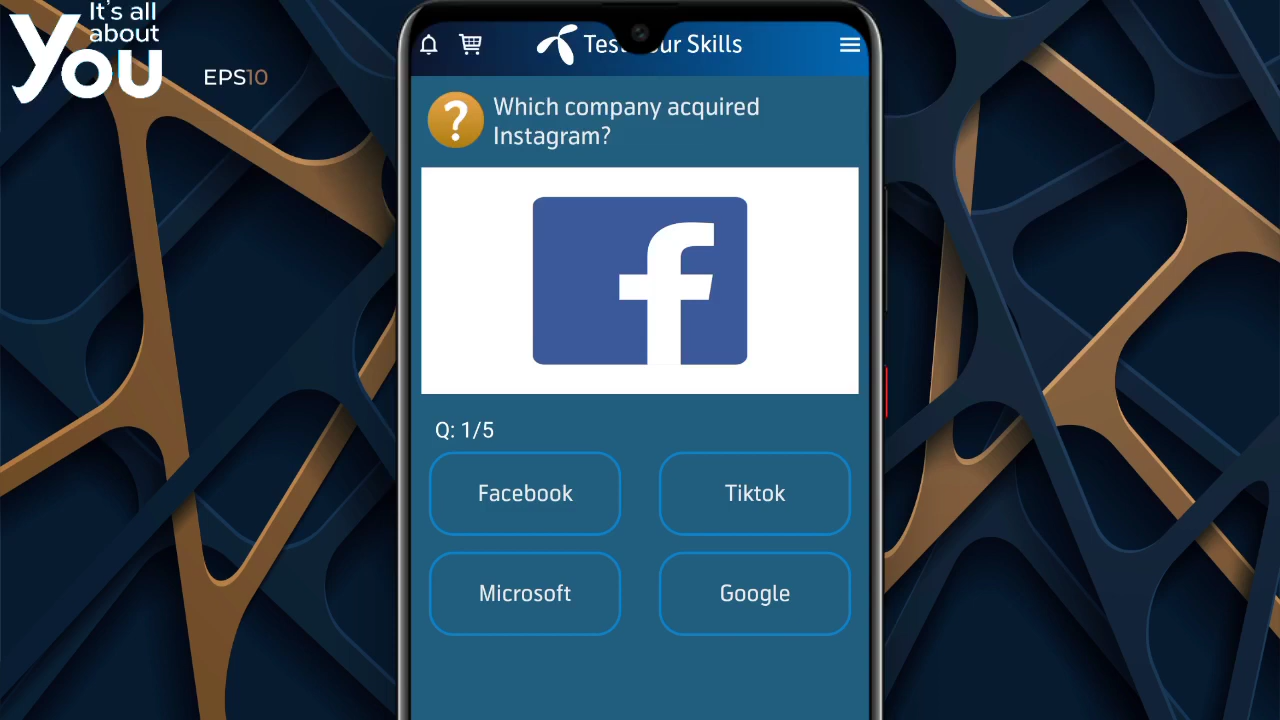 It's all
about
You
EPS10
Test Your Skills
?
Which company acquired
Instagram?
f
Q: 1/5
Facebook
Tiktok
Microsoft
Google